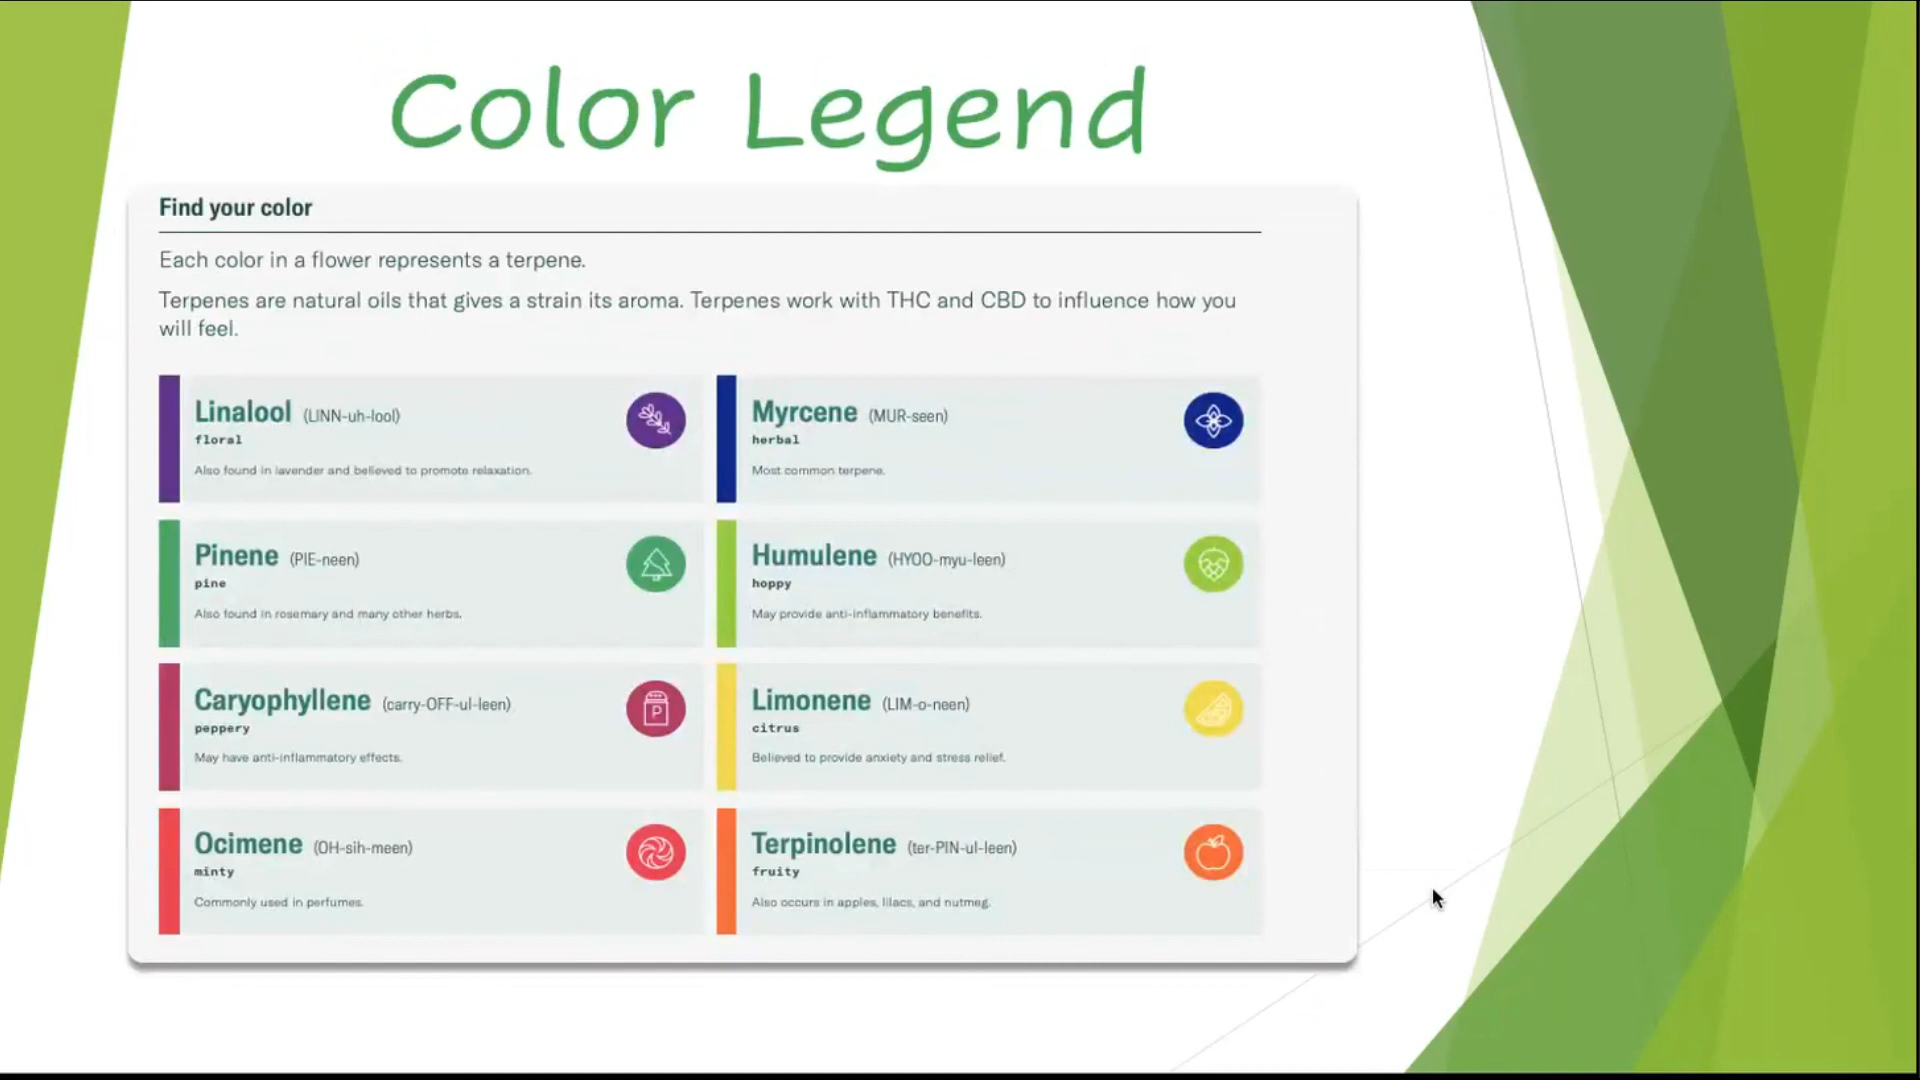 Color Legend
Find your color
Each color in a flower represents a terpene.
Terpenes are natural oils that gives a strain its aroma. Terpenes work with THC and CBD to influence how you
will feel.
Linalool (LINN-uh-lool)
floral
Also found in lavender and believed to promote relaxation.
Myrcene (MUR-seen)
herbal
Most common terpene.
Pinene (PIE-neen)
pine
Also found in rosemary and many other herbs.
Humulene (HYOO-myu-leen)
hoppy
May provide anti-inflammatory benefits.
Caryophyllene (carry-OFF-ul-leen)
peppery
May have anti-inflammatory effects.
P
Limonene (LIM-o-neen)
citrus
Believed to provide anxiety and stress relief.
Ocimene (OH-sih-meen)
minty
Commonly used in perfumes.
Terpinolene (ter-PIN-ul-leen)
fruity
Also occurs in apples, lilacs, and nutmeg.